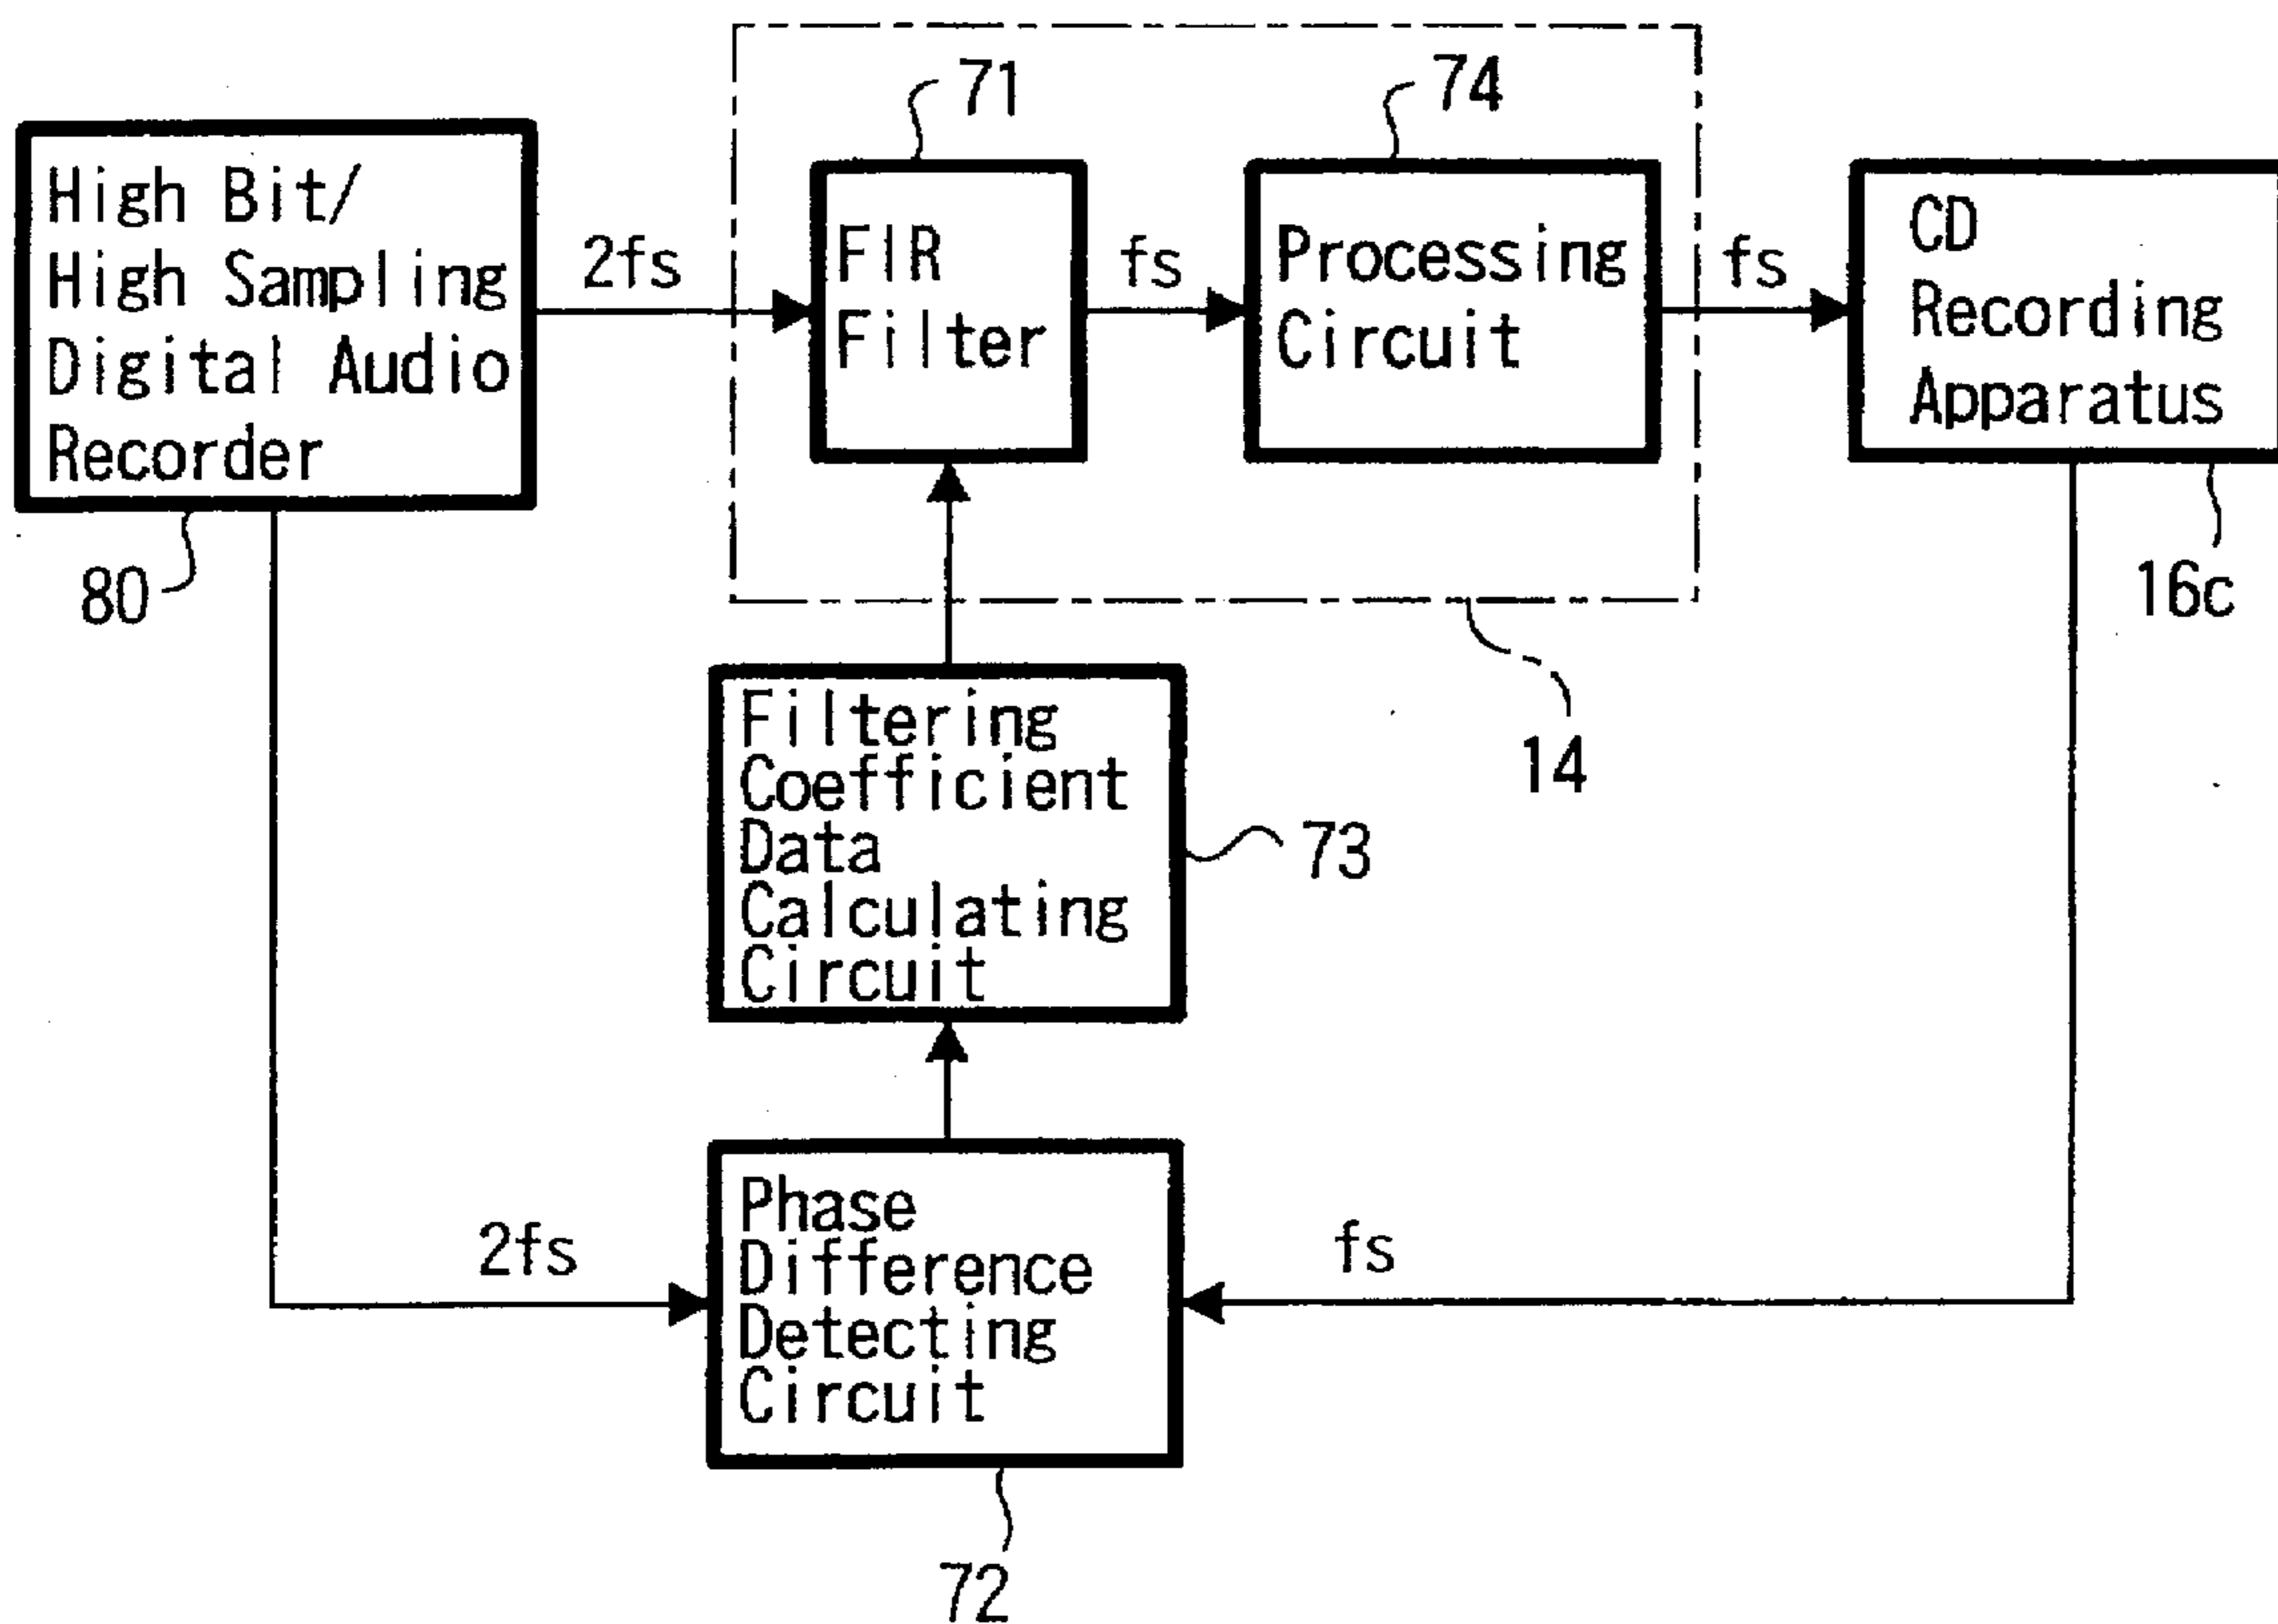 71
74
High Bit/
High Sampling
Digital Audio
Recorder
2fs
FIR
Filter
fs
Processing
Circuit
fs
CD
Recording
Apparatus
80
16c
14
Filtering
Coefficient
Data
Calculating
Circuit
73
2fs
Phase
Difference
Detecting
Circuit
fs
72